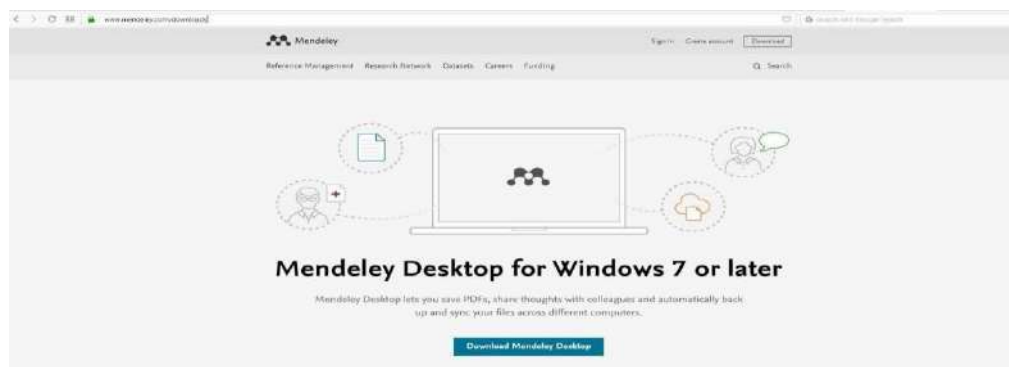 www.mendeley.com/downloads
Mendeley
Sign in Create account Download
Reference Management Research Network Datasets Careers Funding
Search
Mendeley Desktop for Windows 7 or later
Mendeley Desktop lets you save PDFs, share thoughts with colleagues and automatically back
up and sync your files across different computers.
Download Mendeley Desktop